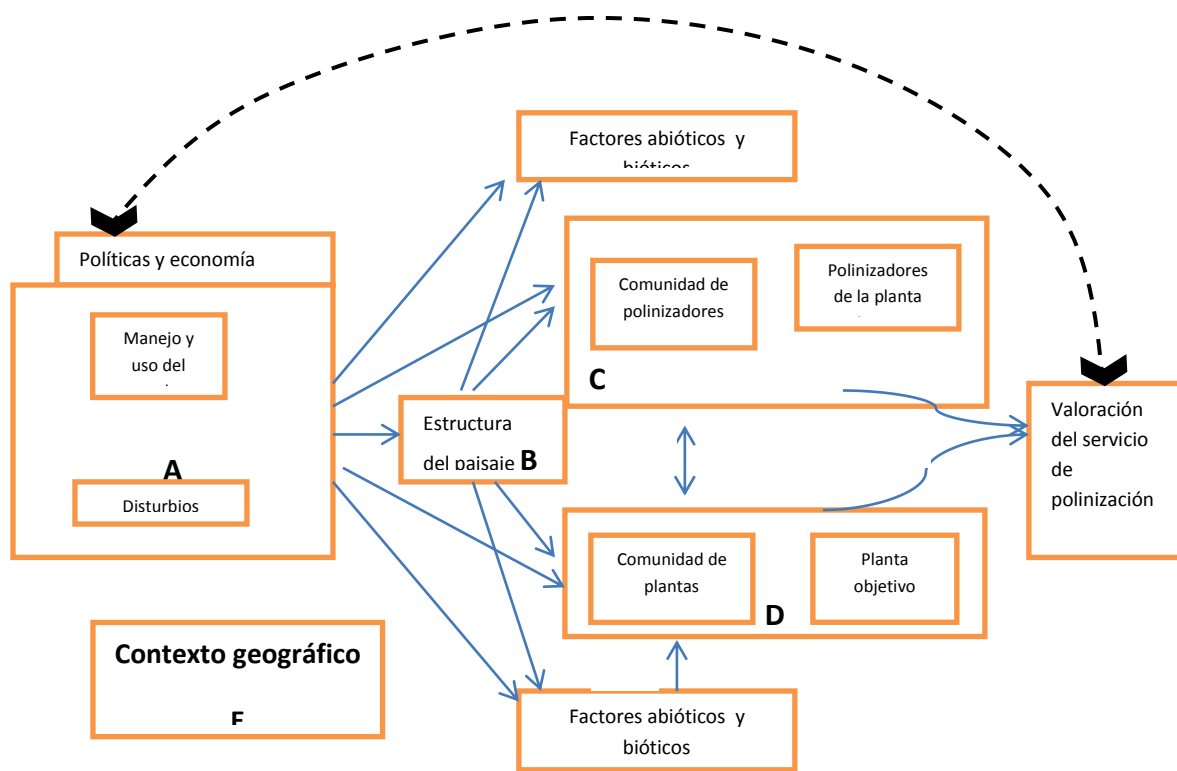 Factores abióticos y
bióticos
Políticas y economía
Manejo y
uso del
A
Disturbios
Estructura
del paisaje B
Comunidad de
polinizadores
Polinizadores
de la planta
C
Valoración
del servicio
de
polinización
Comunidad de
plantas
Planta
objetivo
D
Contexto geográfico
Factores abióticos y
bióticos